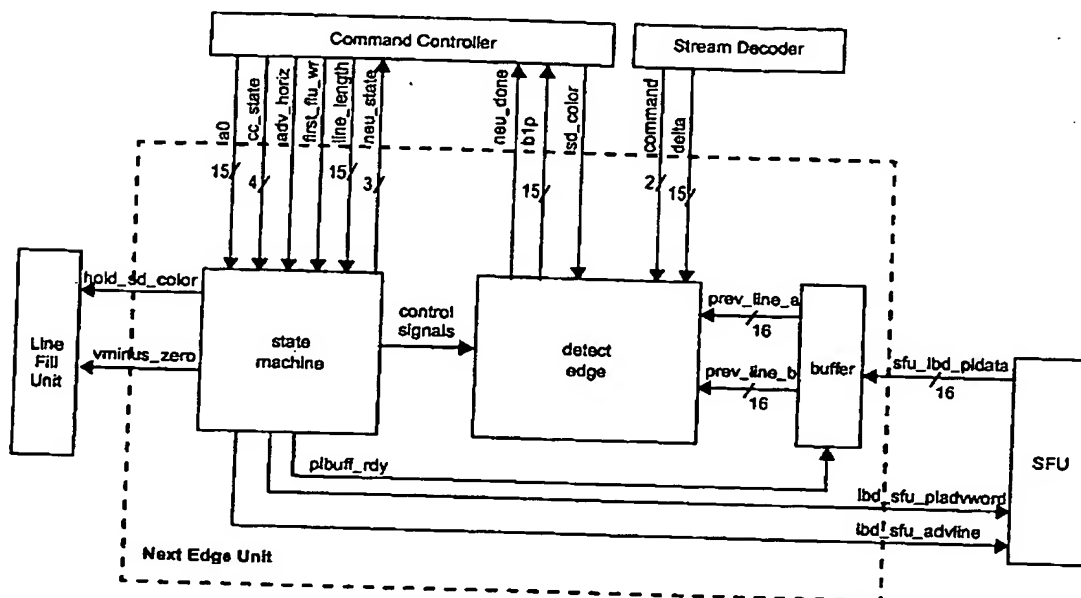 Command Controller
Stream Decoder
a0
cc_state
adv_horiz
first_flu_wr
line_length
neu_state
neu_done
b1p
sd_color
command
delta
15
4
15
3
15
2
15
Line
Fill
Unit
hold_sd_color
vminus_zero
state
machine
control
signals
detect
edge
prev_line_a
16
prev_line_b
16
buffer
sfu_lbd_pldata
16
SFU
plbuff_rdy
lbd_sfu_pladvword
lbd_sfu_advline
Next Edge Unit